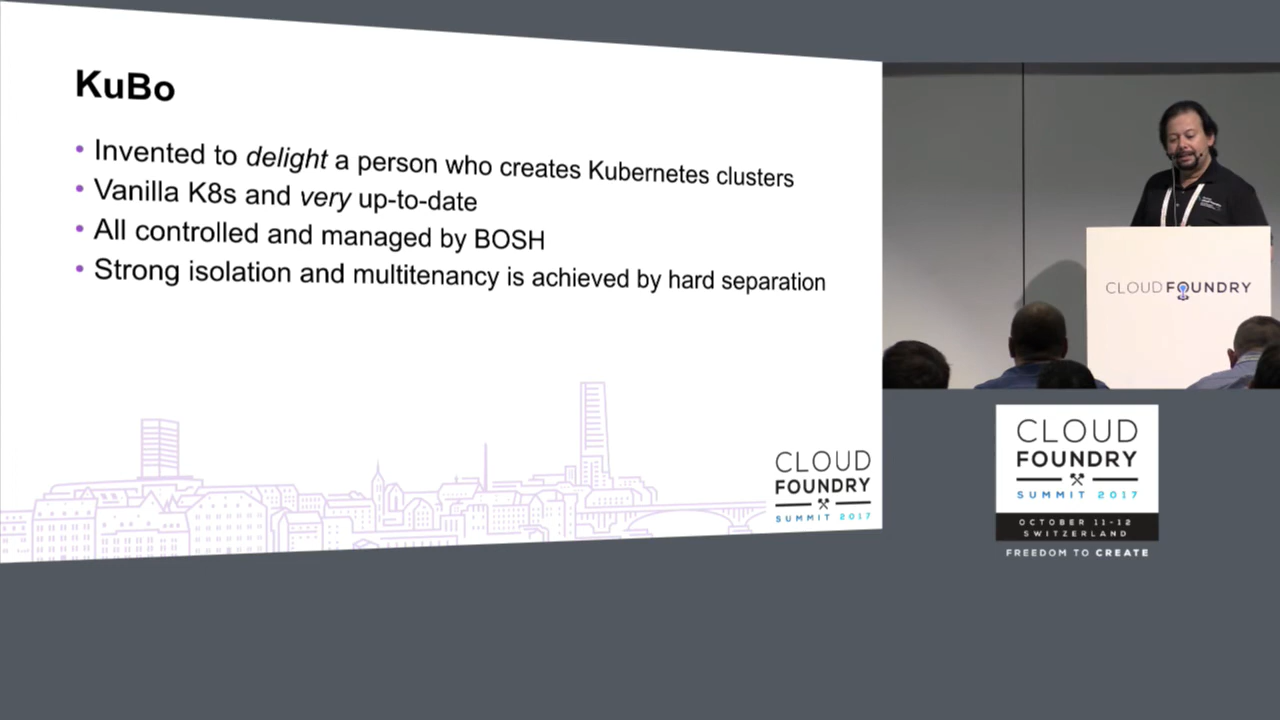 KuBo
• Invented to delight a person who creates Kubernetes clusters
• Vanilla K8s and very up-to-date
• All controlled and managed by BOSH
• Strong isolation and multitenancy is achieved by hard separation
CLOUD
FOUNDRY
SUMMIT 2017
CLOUD FOUNDRY
CLOUD
FOUNDRY
SUMMIT 2017
OCTOBER 11-12
SWITZERLAND
FREEDOM TO CREATE